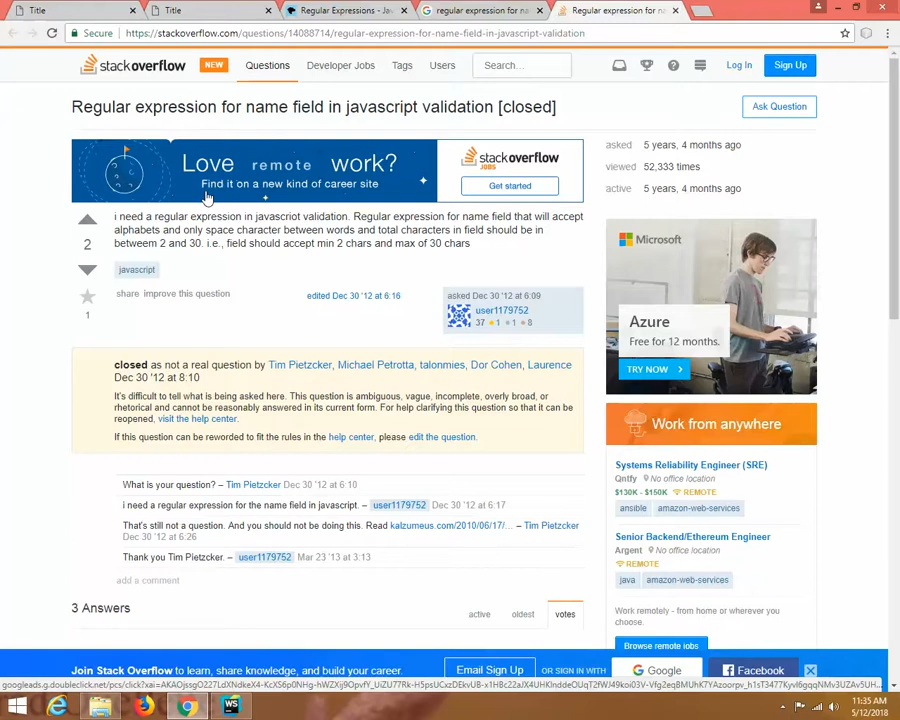 Title
Title
Regular Expressions - Jav
regular expression for na
Regular expression for na
Secure
https://stackoverflow.com/questions/14088714/regular-expression-for-name-field-in-javascript-validation
stackoverflow
NEW
Questions
Developer Jobs
Tags
Users
Search...
Log In
Sign Up
Regular expression for name field in javascript validation [closed]
Ask Question
Love remote work?
Find it on a new kind of career site
stackoverflow
JOBS
Get started
asked 5 years, 4 months ago
viewed 52,333 times
active 5 years, 4 months ago
2
i need a regular expression in javascriot validation. Regular expression for name field that will accept
alphabets and only space character between words and total characters in field should be in
betweem 2 and 30. i.e., field should accept min 2 chars and max of 30 chars
javascript
share improve this question
1
edited Dec 30 '12 at 6:16
asked Dec 30 '12 at 6:09
user1179752
37 1 1 8
Microsoft
Azure
Free for 12 months.
TRY NOW
closed as not a real question by Tim Pietzcker, Michael Petrotta, talonmies, Dor Cohen, Laurence
Dec 30 '12 at 8:10
It's difficult to tell what is being asked here. This question is ambiguous, vague, incomplete, overly broad, or
rhetorical and cannot be reasonably answered in its current form. For help clarifying this question so that it can be
reopened, visit the help center.
If this question can be reworded to fit the rules in the help center, please edit the question.
Work from anywhere
Systems Reliability Engineer (SRE)
Qntfy No office location
$130K - $150K REMOTE
ansible amazon-web-services
Senior Backend/Ethereum Engineer
Argent No office location
REMOTE
java amazon-web-services
Work remotely - from home or wherever you
choose.
Browse remote jobs
What is your question? – Tim Pietzcker Dec 30 '12 at 6:10
i need a regular expression for the name field in javascript. – user1179752 Dec 30 '12 at 6:17
That's still not a question. And you should not be doing this. Read kalzumeus.com/2010/06/17/... – Tim Pietzcker
Dec 30 '12 at 6:26
Thank you Tim Pietzcker. – user1179752 Mar 23 '13 at 3:13
add a comment
3 Answers
active
oldest
votes
Join Stack Overflow to learn, share knowledge, and build your career.
Email Sign Up
OR SIGN IN WITH
Google
Facebook
WS
11:35 AM
5/12/2018